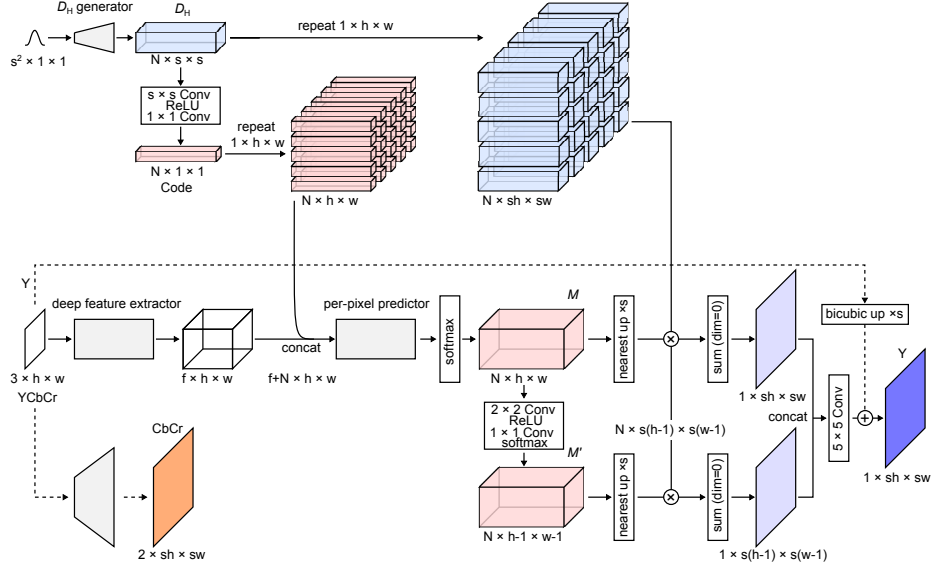 D_H generator
D_H
s² × 1 × 1
N × s × s
repeat 1 × h × w
s × s Conv
ReLU
1 × 1 Conv
repeat
1 × h × w
N × 1 × 1
Code
N × h × w
N × sh × sw
Y
deep feature extractor
per-pixel predictor
softmax
M
nearest up ×s
×
sum (dim=0)
bicubic up ×s
Y
concat
3 × h × w
f × h × w
f+N × h × w
N × h × w
1 × sh × sw
YCbCr
2 × 2 Conv
ReLU
1 × 1 Conv
softmax
N × s(h-1) × s(w-1)
concat
5 × 5 Conv
+
1 × sh × sw
CbCr
M'
nearest up ×s
×
sum (dim=0)
2 × sh × sw
N × h-1 × w-1
1 × s(h-1) × s(w-1)